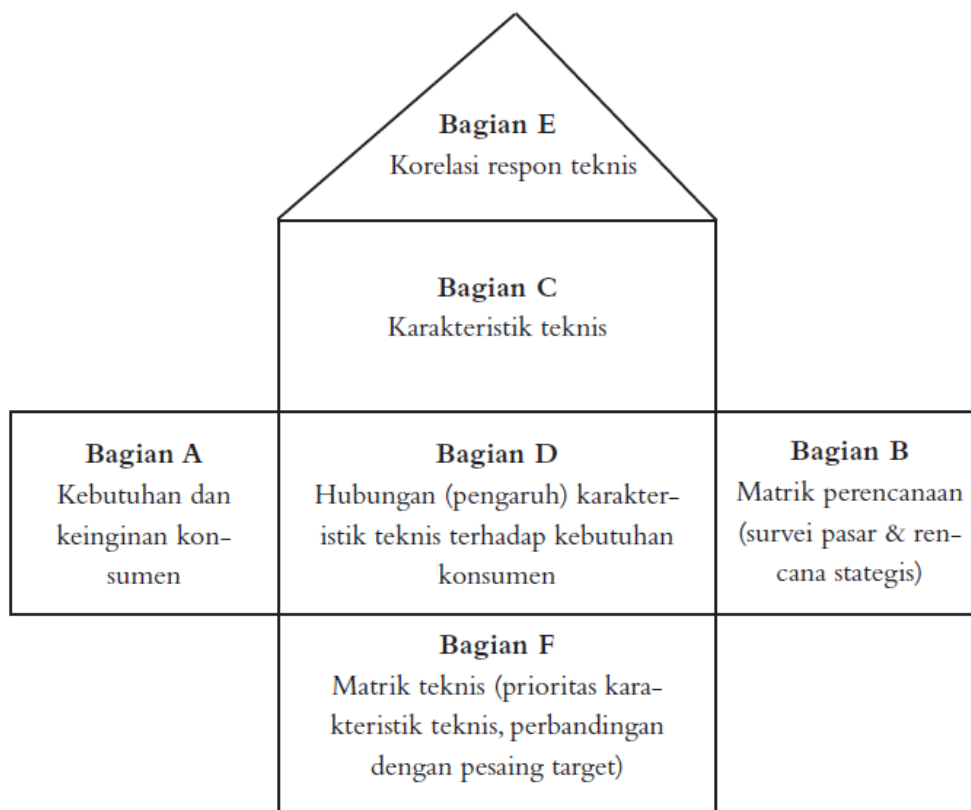 Bagian E
Korelasi respon teknis
Bagian C
Karakteristik teknis
Bagian A
Kebutuhan dan
keinginan kon-
sumen
Bagian D
Hubungan (pengaruh) karakter-
istik teknis terhadap kebutuhan
konsumen
Bagian B
Matrik perencanaan
(survei pasar & ren-
cana stategis)
Bagian F
Matrik teknis (prioritas kara-
kteristik teknis, perbandingan
dengan pesaing target)